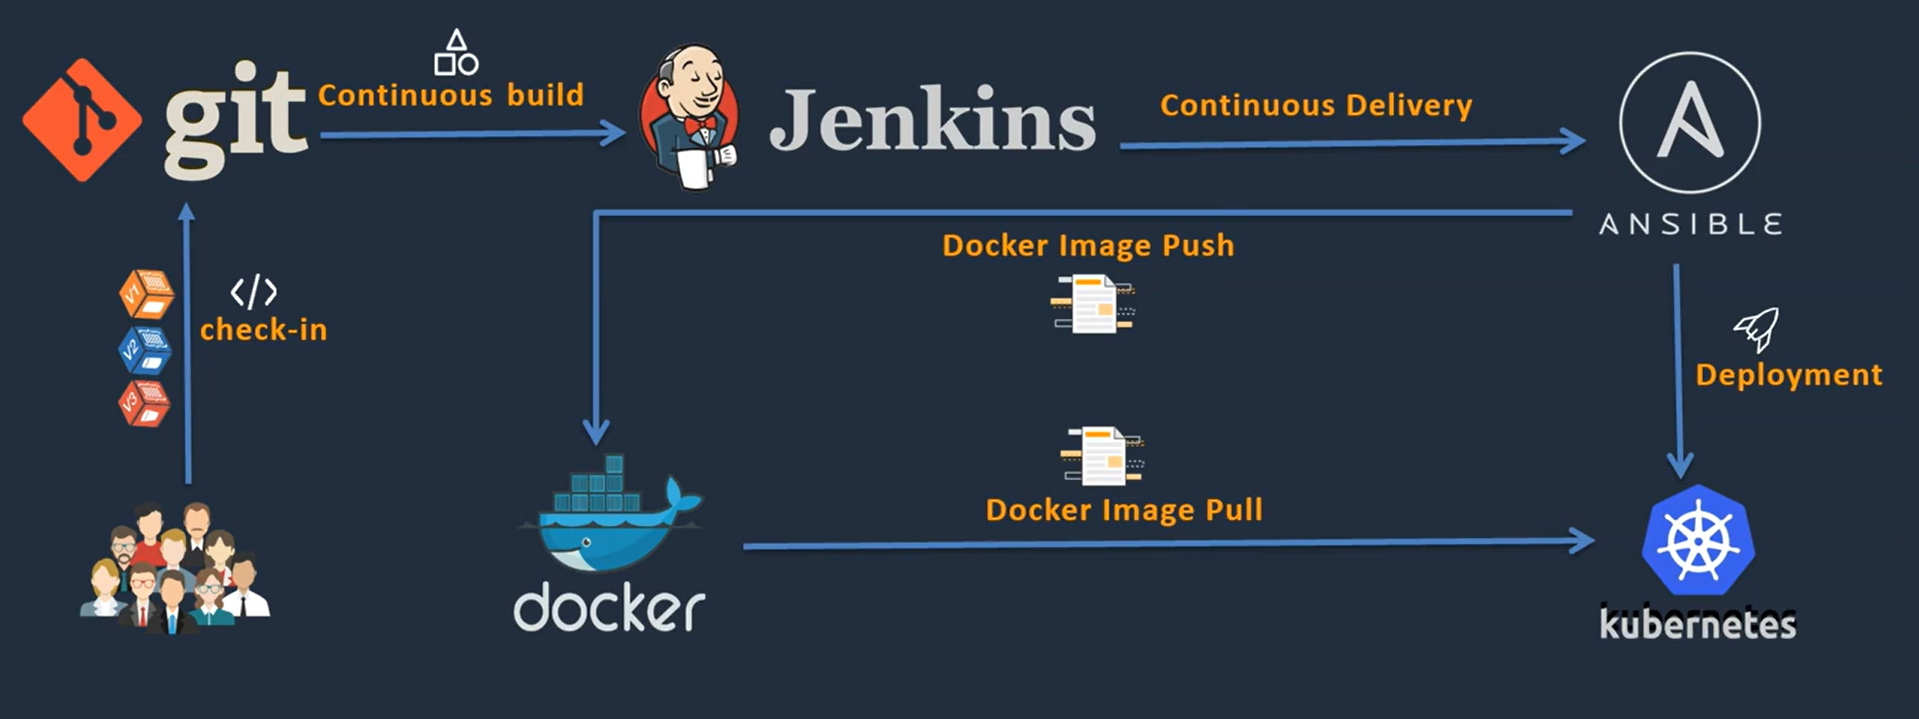 git
Continuous build
Jenkins
Continuous Delivery
ANSIBLE
Docker Image Push
V1
V2
V3
</>
check-in
Deployment
Docker Image Pull
docker
kubernetes